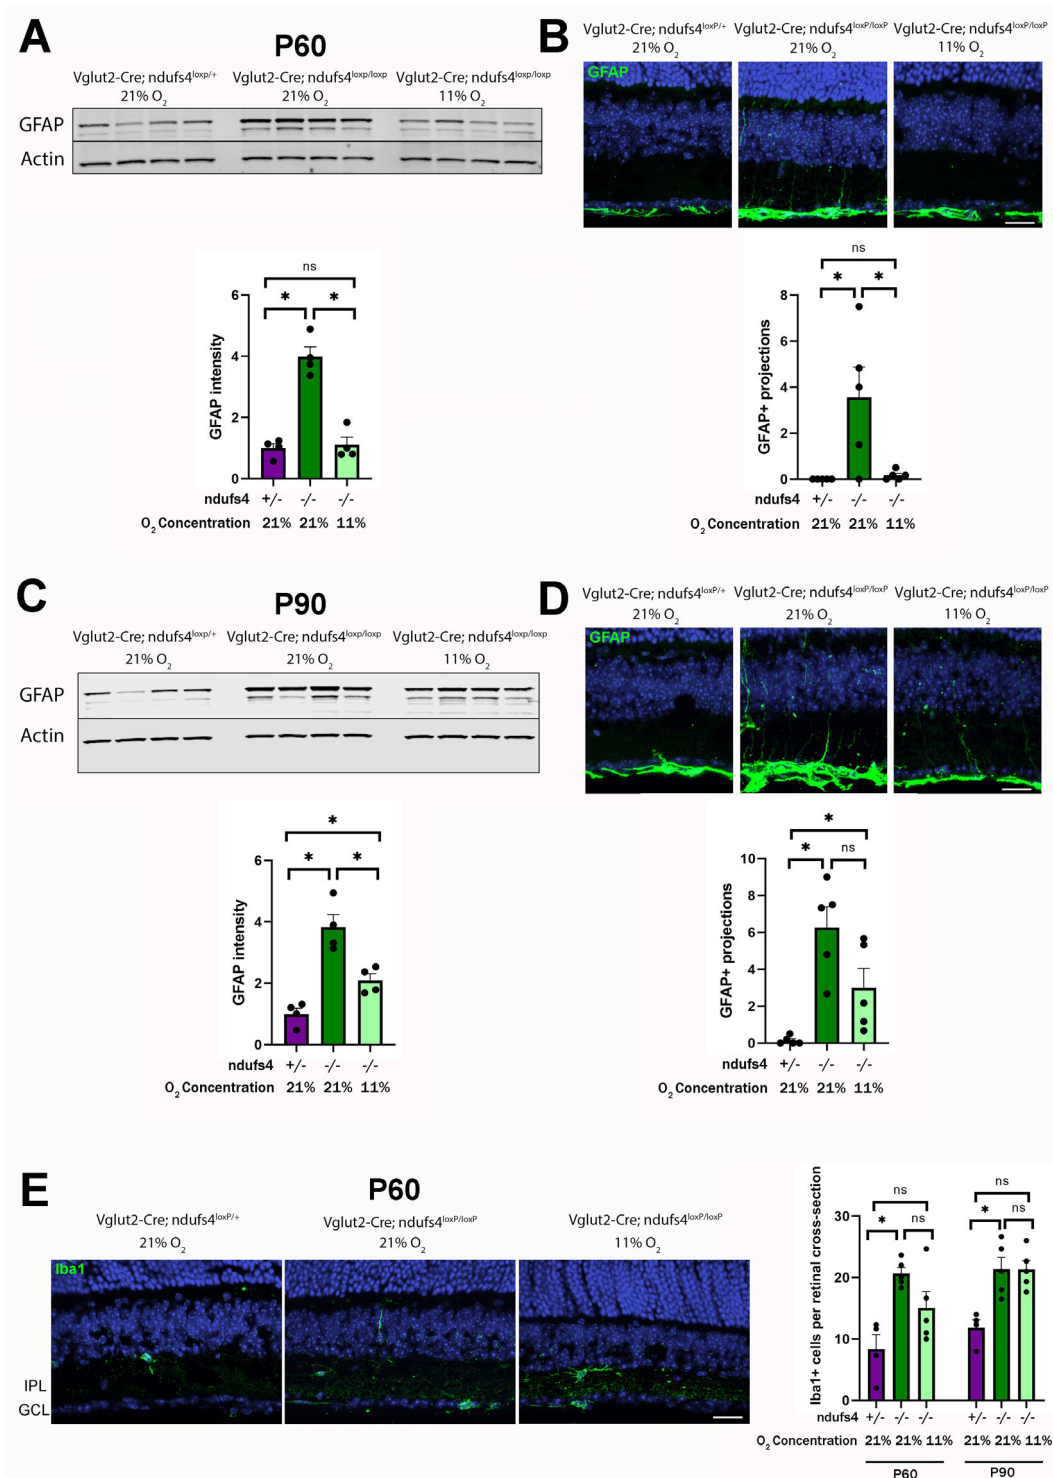 A
P60
Vglut2-Cre; ndufs4loxp/+ Vglut2-Cre; ndufs4loxp/loxp Vglut2-Cre; ndufs4loxp/loxp
21% O2 21% O2 11% O2
GFAP
Actin
ns
* *
6
4
2
0
GFAP intensity
ndufs4 +/- -/- -/-
O2 Concentration 21% 21% 11%
B
Vglut2-Cre; ndufs4loxP/+ Vglut2-Cre; ndufs4loxP/loxP Vglut2-Cre; ndufs4loxP/loxP
21% O2 21% O2 11% O2
GFAP
ns
* *
8
6
4
2
0
GFAP+ projections
ndufs4 +/- -/- -/-
O2 Concentration 21% 21% 11%
C
P90
Vglut2-Cre; ndufs4loxp/+ Vglut2-Cre; ndufs4loxp/loxp Vglut2-Cre; ndufs4loxp/loxp
21% O2 21% O2 11% O2
GFAP
Actin
*
* *
6
4
2
0
GFAP intensity
ndufs4 +/- -/- -/-
O2 Concentration 21% 21% 11%
D
Vglut2-Cre; ndufs4loxP/+ Vglut2-Cre; ndufs4loxP/loxP Vglut2-Cre; ndufs4loxP/loxP
21% O2 21% O2 11% O2
GFAP
*
* ns
10
8
6
4
2
0
GFAP+ projections
ndufs4 +/- -/- -/-
O2 Concentration 21% 21% 11%
E
P60
Vglut2-Cre; ndufs4loxP/+ Vglut2-Cre; ndufs4loxP/loxP Vglut2-Cre; ndufs4loxP/loxP
21% O2 21% O2 11% O2
Iba1
IPL
GCL
ns ns
* ns * ns
30
20
10
0
Iba1+ cells per retinal cross-section
ndufs4 +/- -/- -/- +/- -/- -/-
O2 Concentration 21% 21% 11% 21% 21% 11%
P60 P90